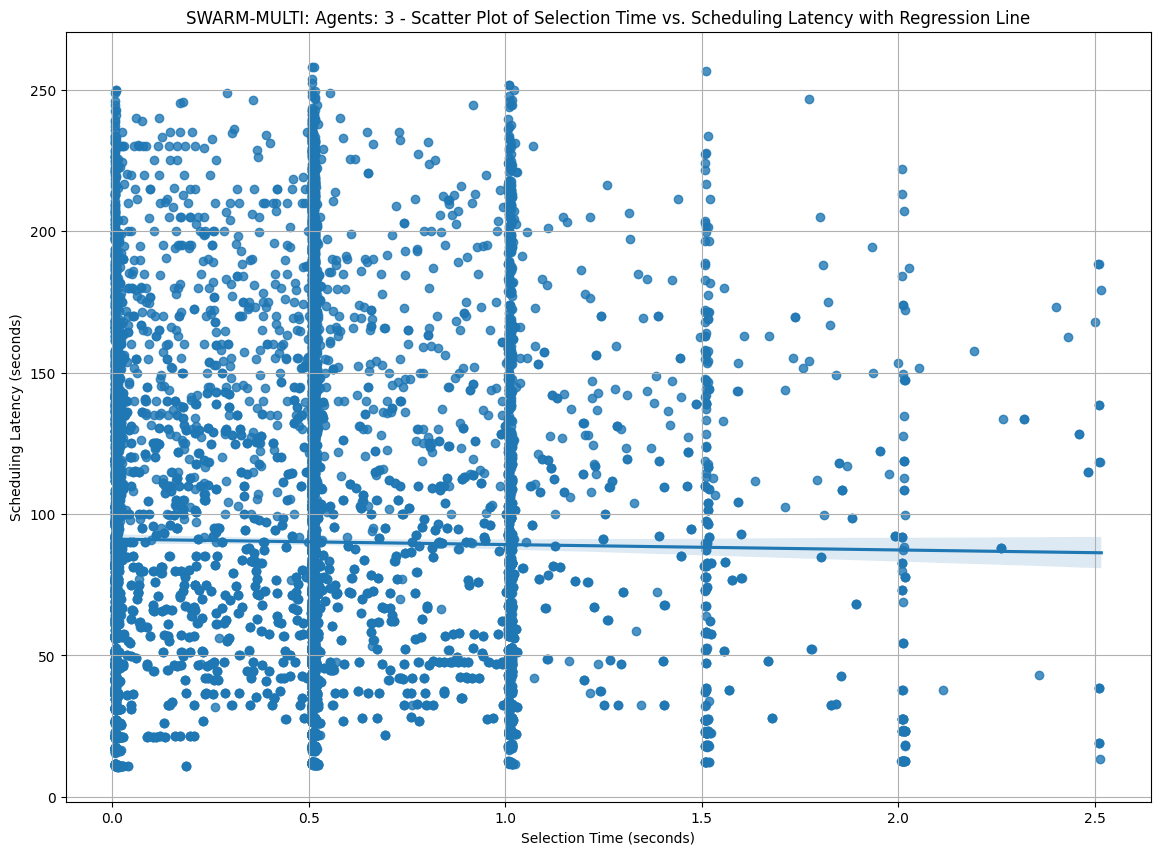 SWARM-MULTI: Agents: 3 - Scatter Plot of Selection Time vs. Scheduling Latency with Regression Line
Scheduling Latency (seconds)
250
200
150
100
50
0
0.0 0.5 1.0 1.5 2.0 2.5
Selection Time (seconds)